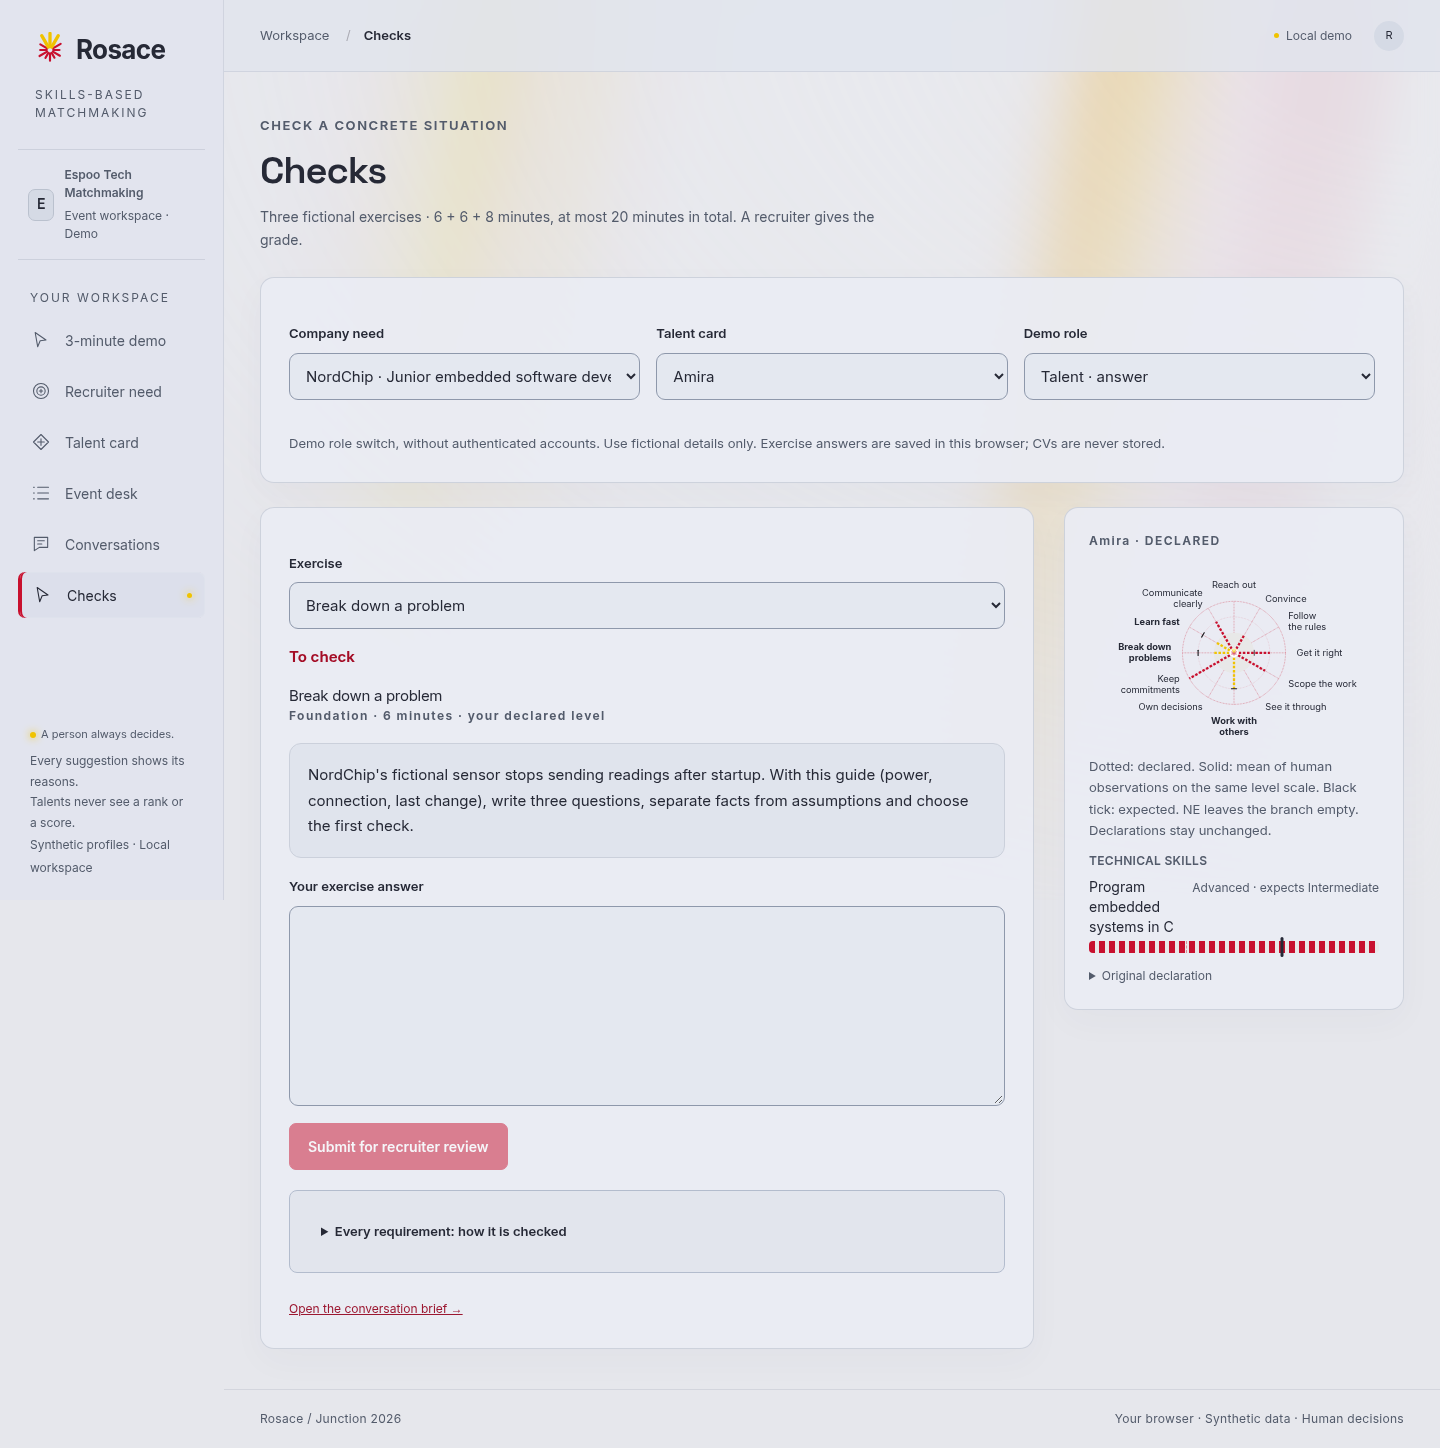 Rosace
SKILLS-BASED
MATCHMAKING
E
Espoo Tech
Matchmaking
Event workspace ·
Demo
YOUR WORKSPACE
3-minute demo
Recruiter need
Talent card
Event desk
Conversations
Checks
A person always decides.
Every suggestion shows its
reasons.
Talents never see a rank or
a score.
Synthetic profiles · Local
workspace
Workspace / Checks
Local demo
R
CHECK A CONCRETE SITUATION
Checks
Three fictional exercises · 6 + 6 + 8 minutes, at most 20 minutes in total. A recruiter gives the
grade.
Company need
NordChip · Junior embedded software deve
Talent card
Amira
Demo role
Talent · answer
Demo role switch, without authenticated accounts. Use fictional details only. Exercise answers are saved in this browser; CVs are never stored.
Exercise
Break down a problem
To check
Break down a problem
Foundation · 6 minutes · your declared level
NordChip's fictional sensor stops sending readings after startup. With this guide (power,
connection, last change), write three questions, separate facts from assumptions and choose
the first check.
Your exercise answer
Submit for recruiter review
Every requirement: how it is checked
Open the conversation brief →
Amira · DECLARED
Reach out
Convince
Follow
the rules
Get it right
Scope the work
See it through
Work with
others
Own decisions
Keep
commitments
Break down
problems
Learn fast
Communicate
clearly
Dotted: declared. Solid: mean of human
observations on the same level scale. Black
tick: expected. NE leaves the branch empty.
Declarations stay unchanged.
TECHNICAL SKILLS
Program
embedded
systems in C
Advanced · expects Intermediate
Original declaration
Rosace / Junction 2026
Your browser · Synthetic data · Human decisions